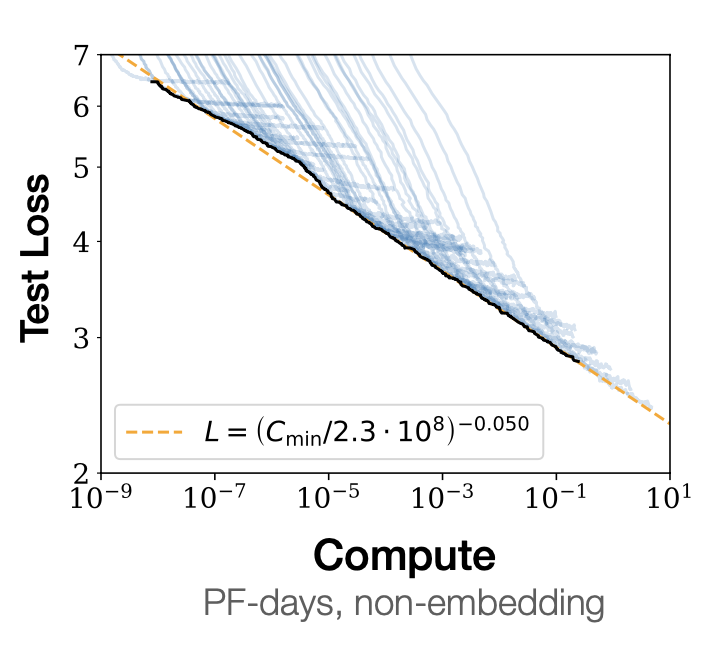 7
6
5
4
3
2
Test Loss
L = (C_min/2.3 · 10^8)^−0.050
10^−9 10^−7 10^−5 10^−3 10^−1 10^1
Compute
PF-days, non-embedding